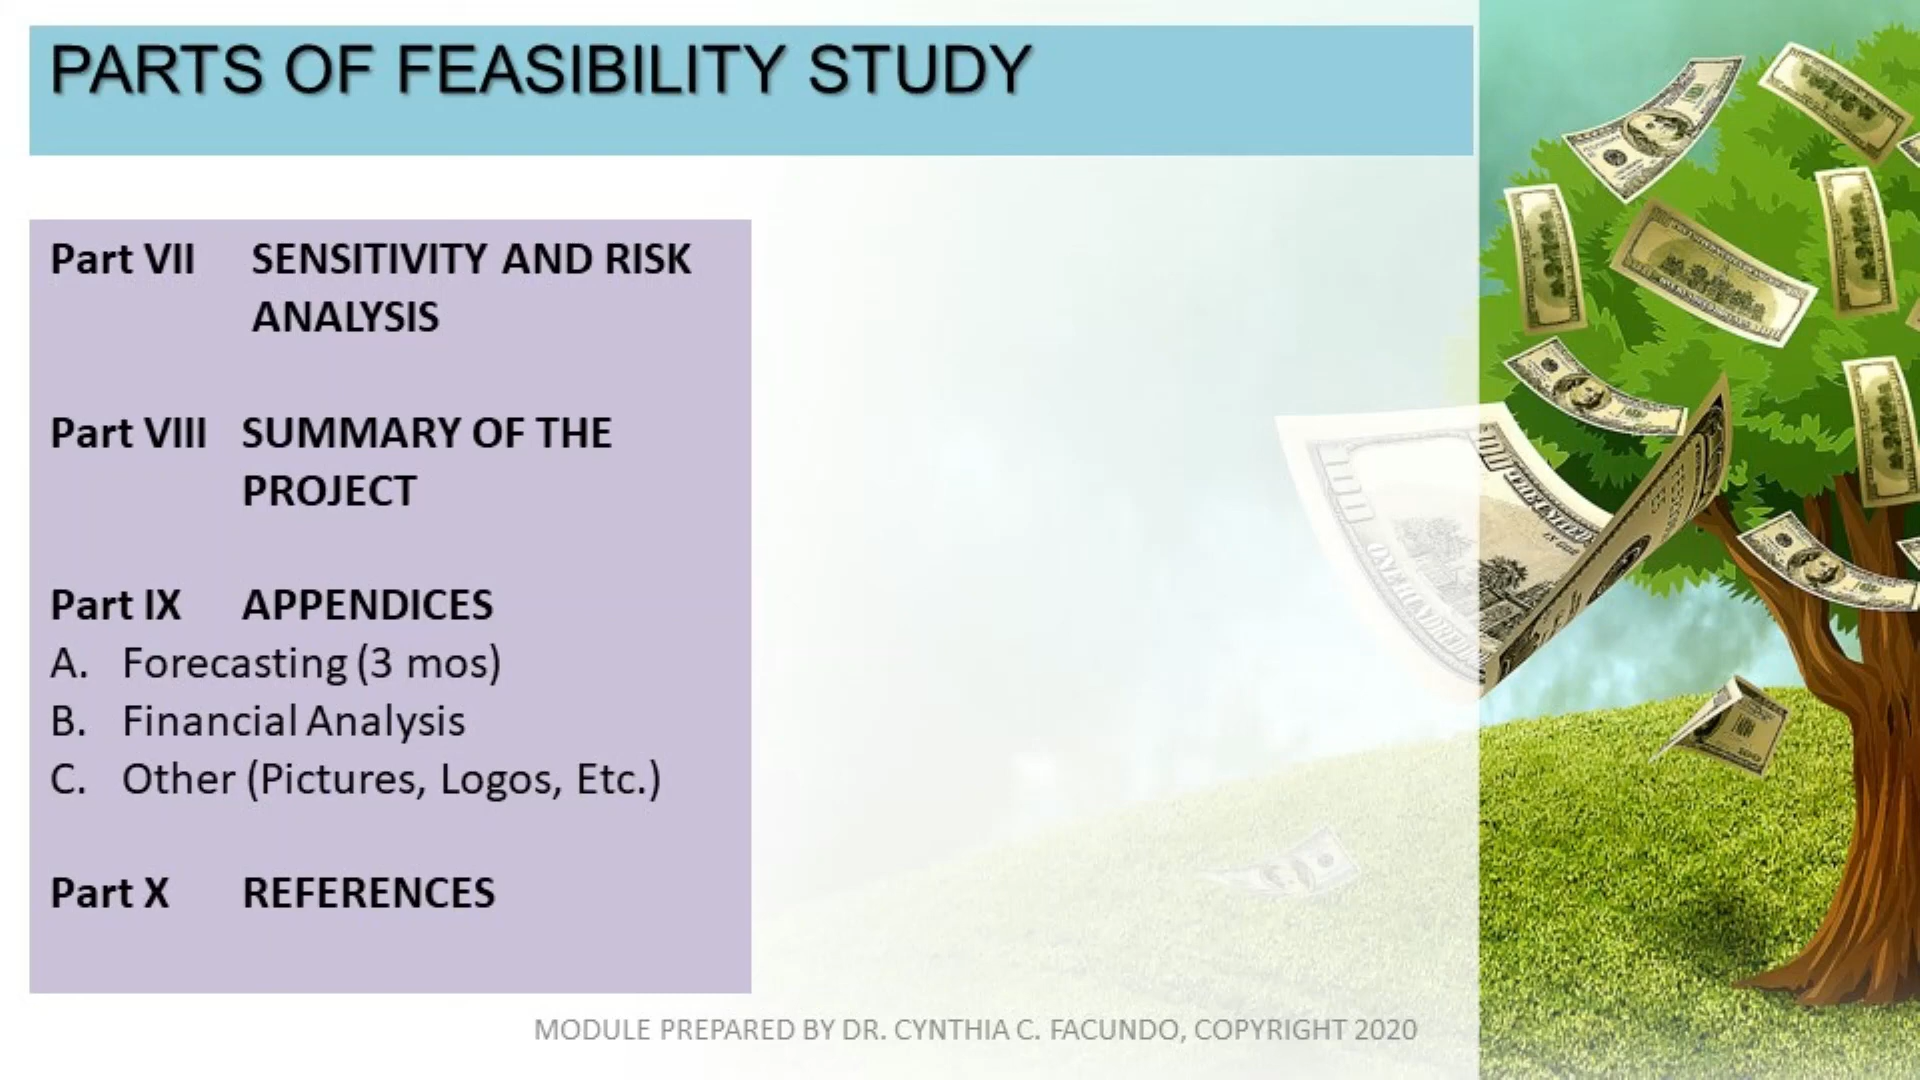 PARTS OF FEASIBILITY STUDY
Part VII SENSITIVITY AND RISK
ANALYSIS
Part VIII SUMMARY OF THE
PROJECT
Part IX APPENDICES
A. Forecasting (3 mos)
B. Financial Analysis
C. Other (Pictures, Logos, Etc.)
Part X REFERENCES
MODULE PREPARED BY DR. CYNTHIA C. FACUNDO, COPYRIGHT 2020